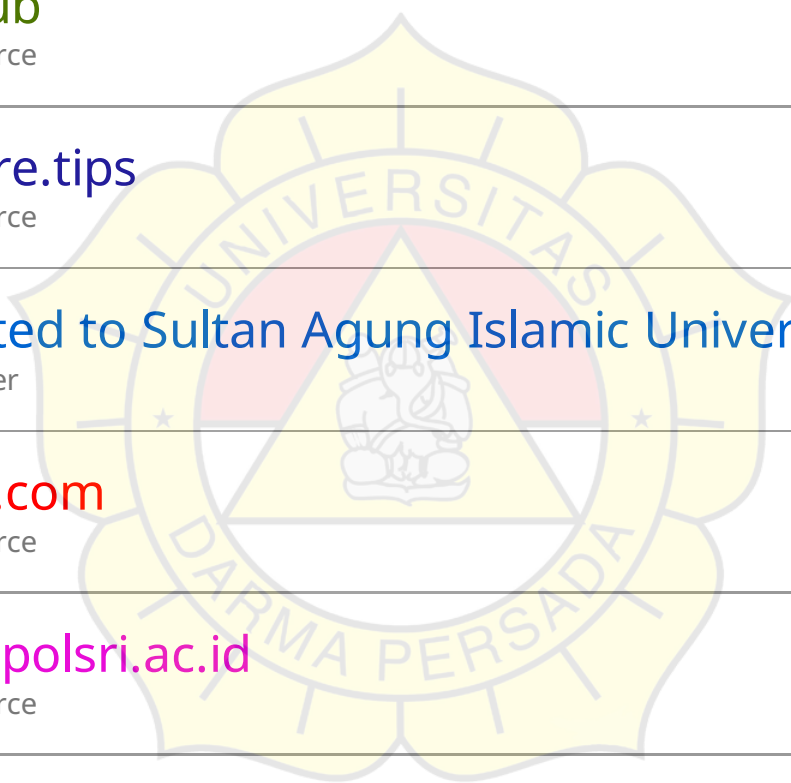 ub
rce
re.tips
rce
ted to Sultan Agung Islamic Univer
er
.com
rce
polsri.ac.id
rce
UNIVERSITAS
DARMA PERSADA